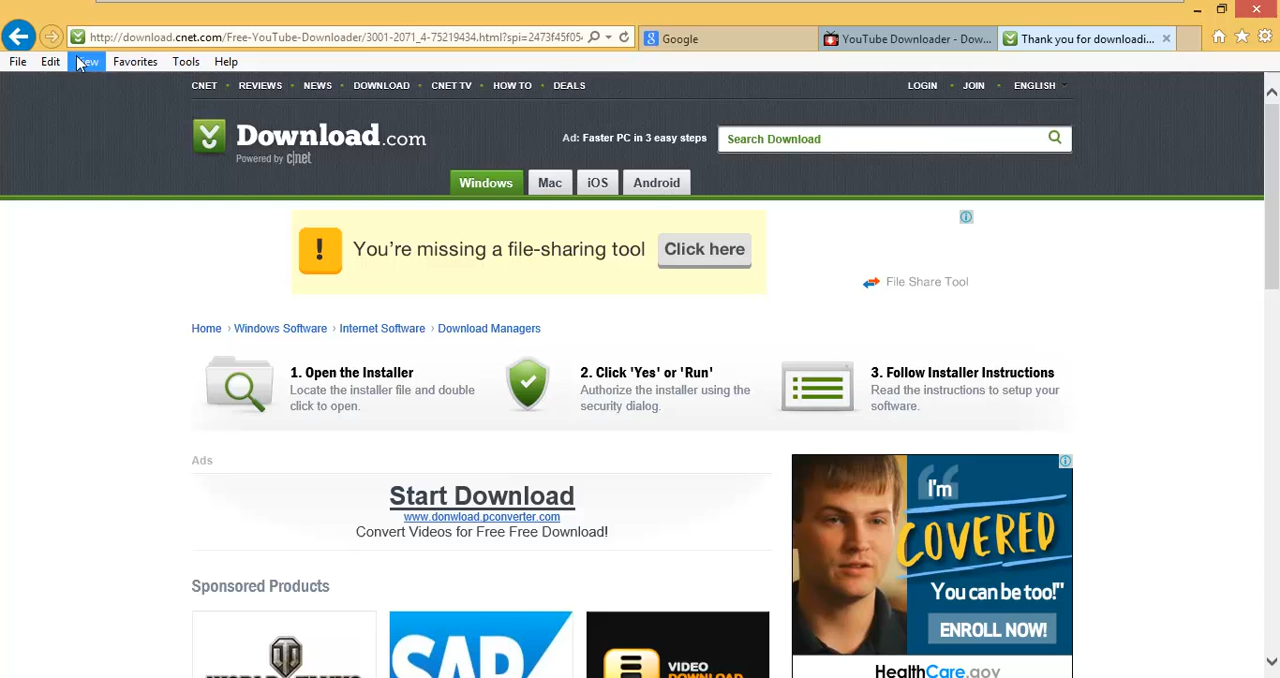 http://download.cnet.com/Free-YouTube-Downloader/3001-2071_4-75219434.html?spi=2473f45f05
Google
YouTube Downloader - Dow...
Thank you for downloadi...
File Edit View Favorites Tools Help
CNET REVIEWS NEWS DOWNLOAD CNET TV HOW TO DEALS LOGIN JOIN ENGLISH
Download.com
Powered by c|net
Ad: Faster PC in 3 easy steps
Search Download
Windows Mac iOS Android
! You're missing a file-sharing tool Click here
File Share Tool
Home › Windows Software › Internet Software › Download Managers
1. Open the Installer
Locate the installer file and double
click to open.
2. Click 'Yes' or 'Run'
Authorize the installer using the
security dialog.
3. Follow Installer Instructions
Read the instructions to setup your
software.
Ads
Start Download
www.donwload.pconverter.com
Convert Videos for Free Free Download!
Sponsored Products
SAP
VIDEO
“I'm
COVERED
You can be too!"
ENROLL NOW!
HealthCare.gov